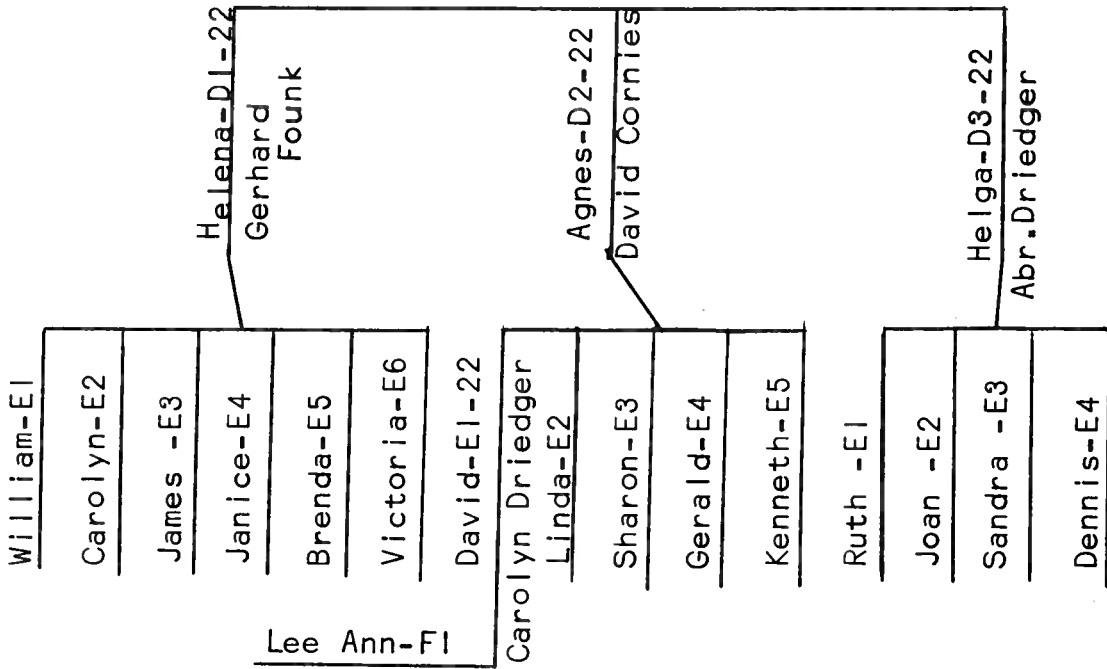 Helena-D1-22
Gerhard
Founk
William-E1
Carolyn-E2
James -E3
Janice-E4
Brenda-E5
Victoria-E6
Agnes-D2-22
David Cornies
David-E1-22
Carolyn Driedger
Lee Ann-F1
Linda-E2
Sharon-E3
Gerald-E4
Kenneth-E5
Helga-D3-22
Abr.Driedger
Ruth -E1
Joan -E2
Sandra -E3
Dennis-E4